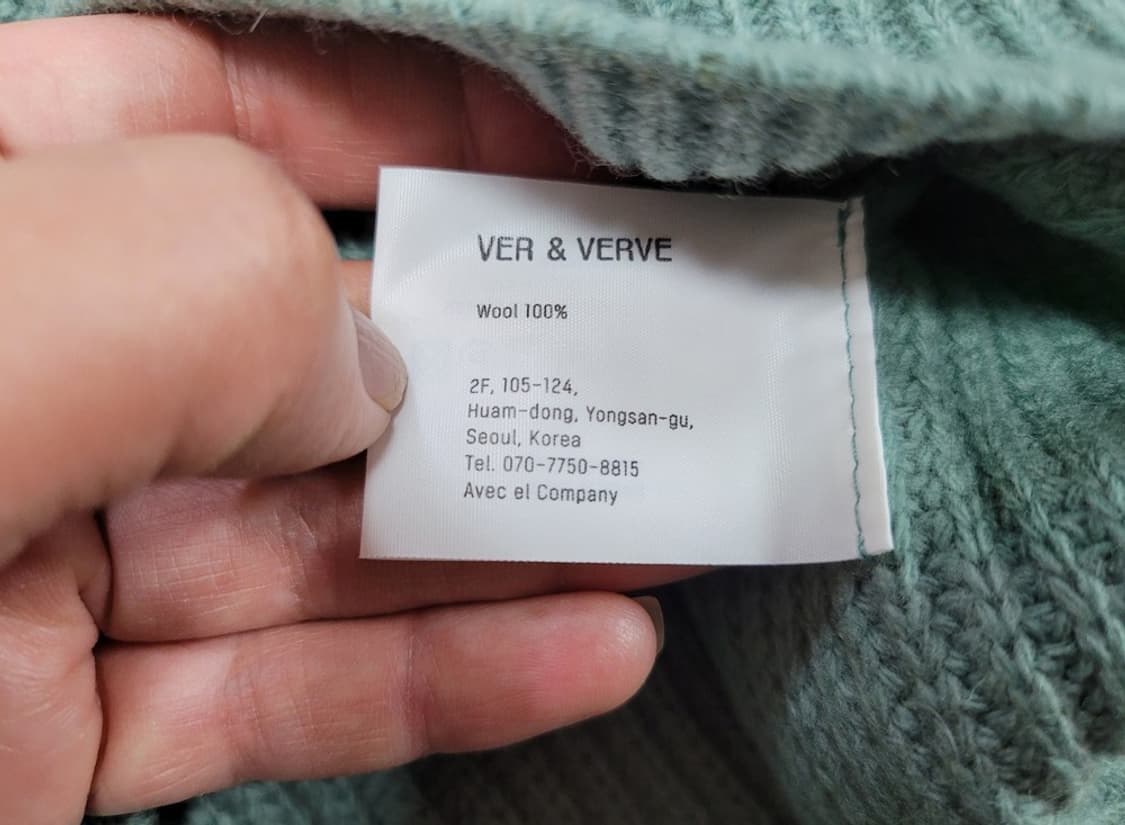 VER & VERVE
Wool 100%
2F, 105-124,
Huam-dong, Yongsan-gu,
Seoul, Korea
Tel. 070-7750-8815
Avec el Company